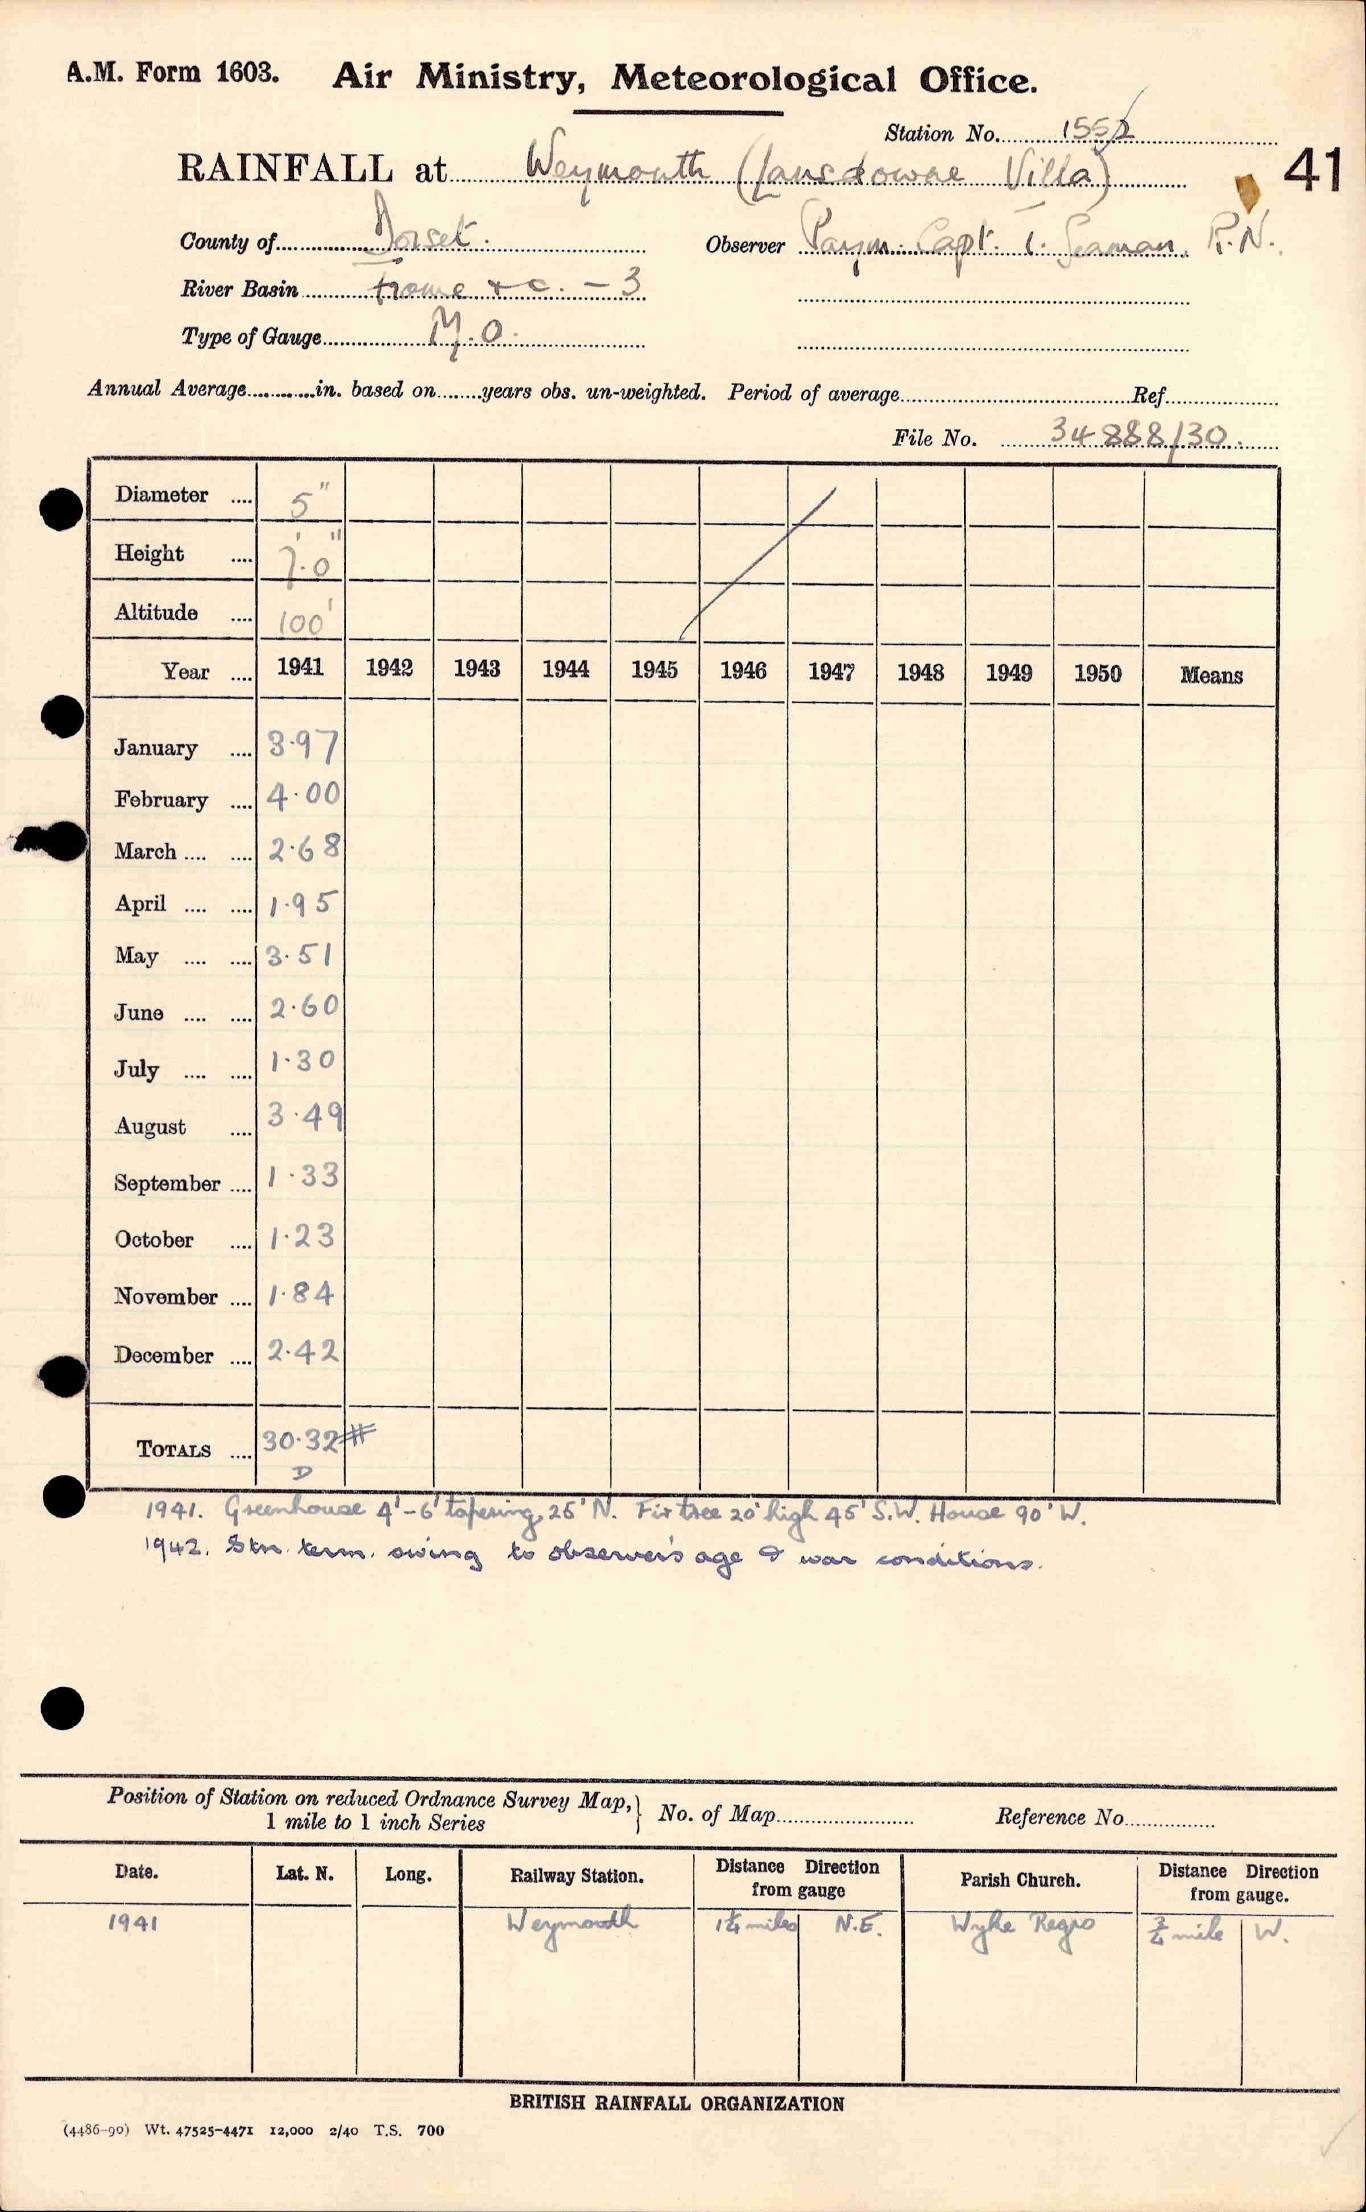 A.M. Form 1603. Air Ministry, Meteorological Office.
Station No. 1552
41
RAINFALL at Weymouth (Lansdowne Villa)
County of Dorset. Observer Paym. Capt. T. Seaman, R.N.
River Basin Frome &c. - 3
Type of Gauge M.O.
Annual Average in. based on years obs. un-weighted. Period of average Ref
File No. 34888/30.
Diameter 5"
Height 1' 0"
Altitude 100'
Year 1941 1942 1943 1944 1945 1946 1947 1948 1949 1950 Means
January 3.97
February 4.00
March 2.68
April 1.95
May 3.51
June 2.60
July 1.30
August 3.49
September 1.33
October 1.23
November 1.84
December 2.42
TOTALS 30.32 #
D
1941. Greenhouse 4'-6' tapering, 25' N. Fir tree 20' high 45' S.W. House 90' W.
1942. Stn. term. owing to observer's age & war conditions.
Position of Station on reduced Ordnance Survey Map, 1 mile to 1 inch Series } No. of Map Reference No.
Date. Lat. N. Long. Railway Station. Distance Direction from gauge Parish Church. Distance Direction from gauge.
1941 Weymouth 1¼ miles N.E. Wyke Regis ¾ mile W.
BRITISH RAINFALL ORGANIZATION
(4486-90) Wt. 47525-4471 12,000 2/40 T.S. 700